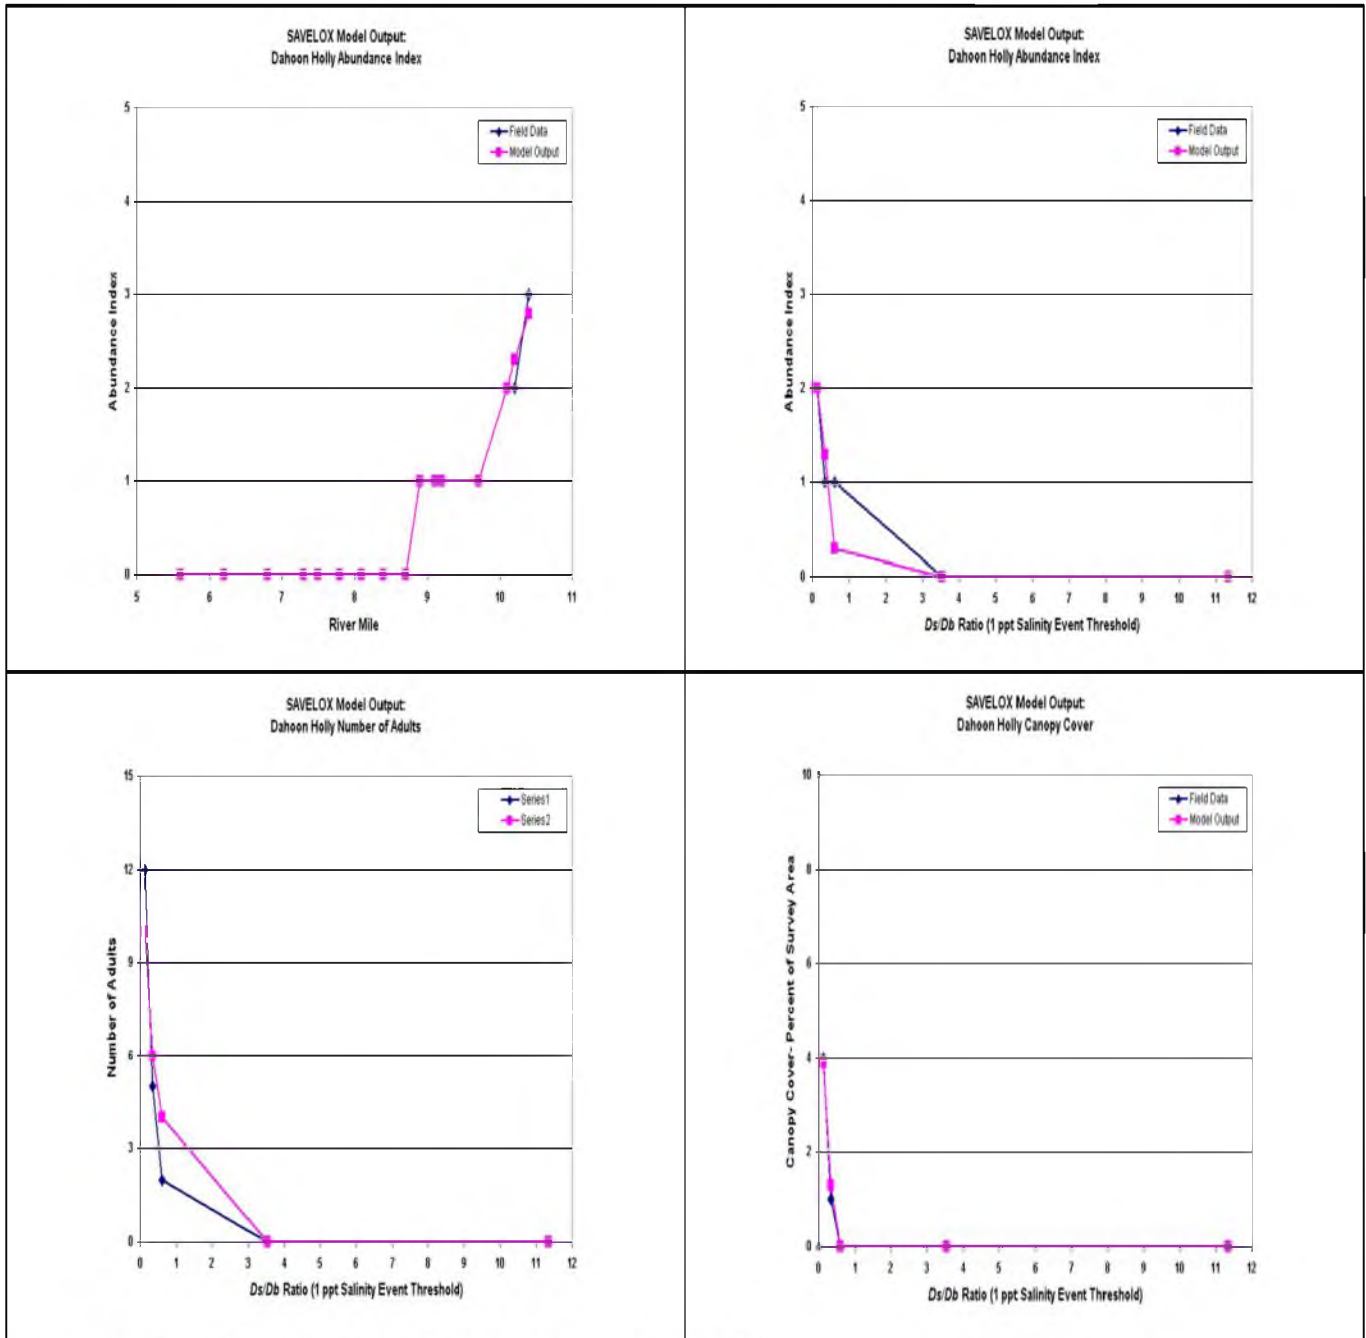 SAVELOX Model Output:
Dahoon Holly Abundance Index
5
4
3
2
1
0
Abundance Index
Field Data
Model Output
5 6 7 8 9 10 11
River Mile
SAVELOX Model Output:
Dahoon Holly Abundance Index
5
4
3
2
1
0
Abundance Index
Field Data
Model Output
0 1 2 3 4 5 6 7 8 9 10 11 12
Ds/Db Ratio (1 ppt Salinity Event Threshold)
SAVELOX Model Output:
Dahoon Holly Number of Adults
15
12
9
6
3
0
Number of Adults
Series1
Series2
0 1 2 3 4 5 6 7 8 9 10 11 12
Ds/Db Ratio (1 ppt Salinity Event Threshold)
SAVELOX Model Output:
Dahoon Holly Canopy Cover
10
8
6
4
2
0
Canopy Cover- Percent of Survey Area
Field Data
Model Output
0 1 2 3 4 5 6 7 8 9 10 11 12
Ds/Db Ratio (1 ppt Salinity Event Threshold)